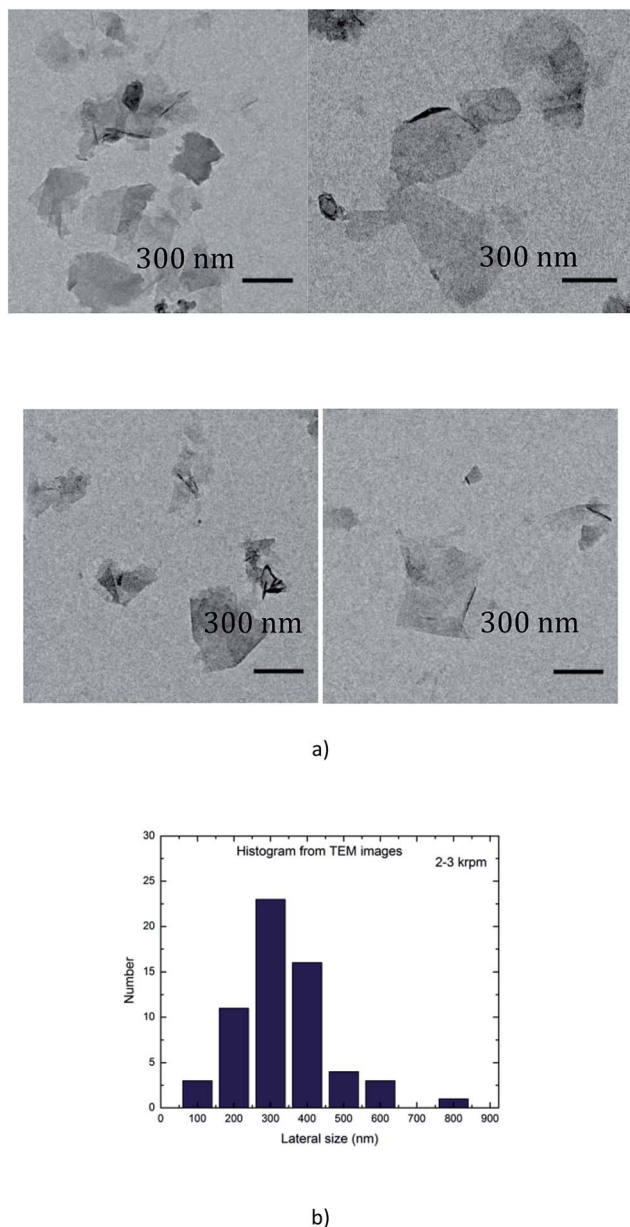 300 nm
300 nm
300 nm
300 nm
a)
30
25
20
15
10
5
0
Number
Histogram from TEM images
2-3 krpm
0 100 200 300 400 500 600 700 800 900
Lateral size (nm)
b)